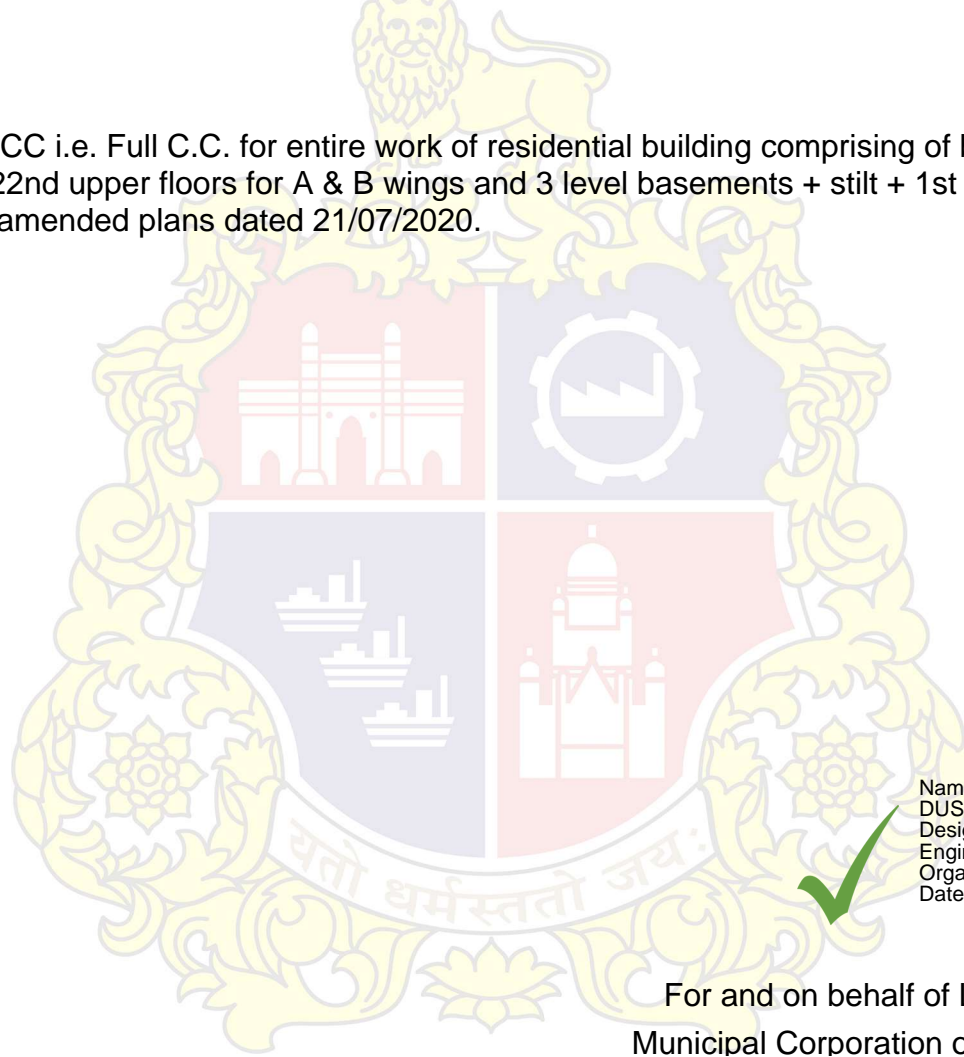 CC i.e. Full C.C. for entire work of residential building comprising of
22nd upper floors for A & B wings and 3 level basements + stilt + 1st
amended plans dated 21/07/2020.
यतो धर्मस्ततो जयः
Nam
DUS
Desig
Engin
Orga
Date
For and on behalf of
Municipal Corporation o